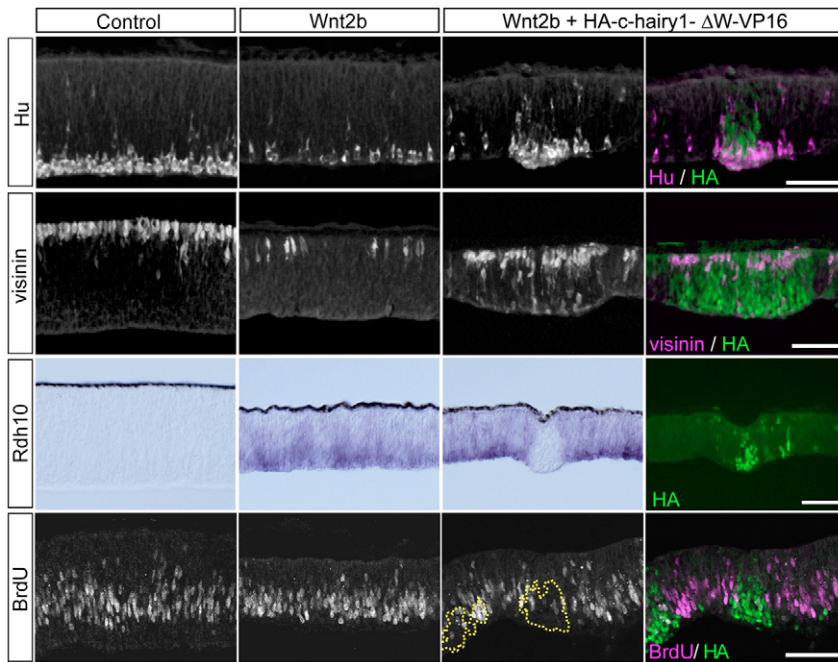 Control
Wnt2b
Wnt2b + HA-c-hairy1- ΔW-VP16
Hu
Hu / HA
visinin
visinin / HA
Rdh10
HA
BrdU
BrdU/ HA